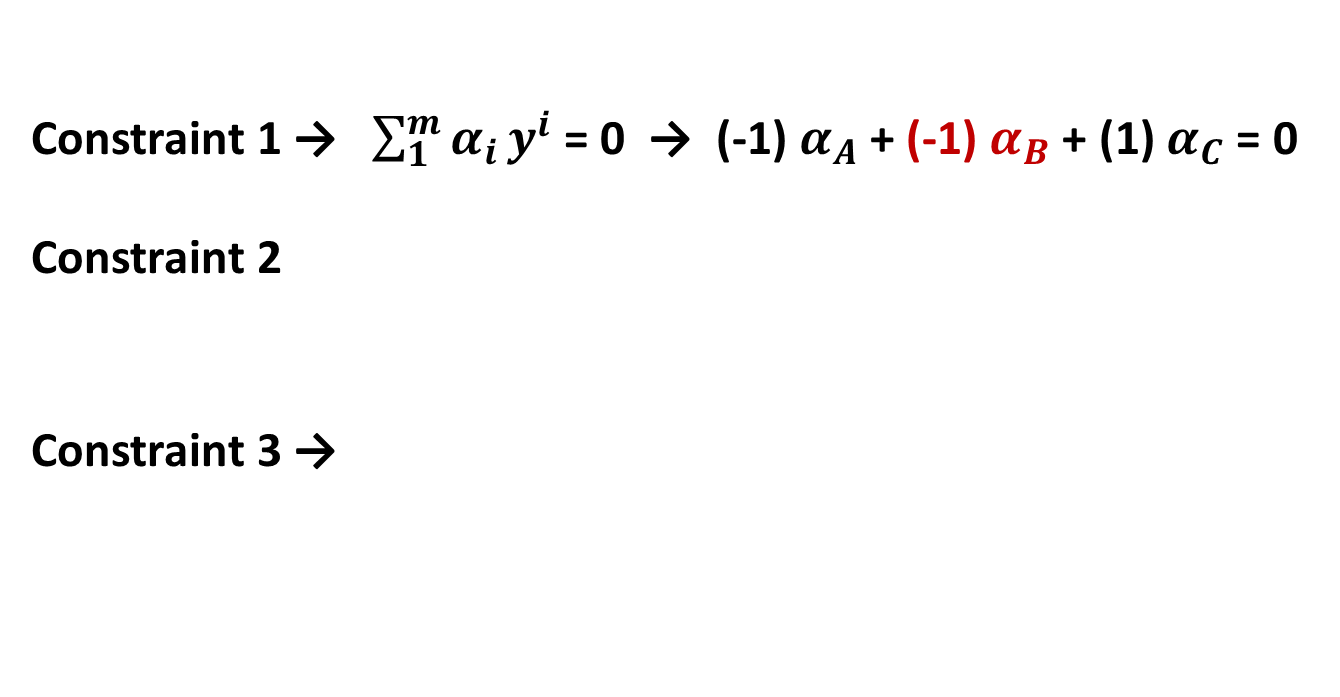 Constraint 1 → ∑₁ᵐ αᵢ yⁱ = 0 → (-1) α_A + (-1) α_B + (1) α_C = 0
Constraint 2
Constraint 3 →